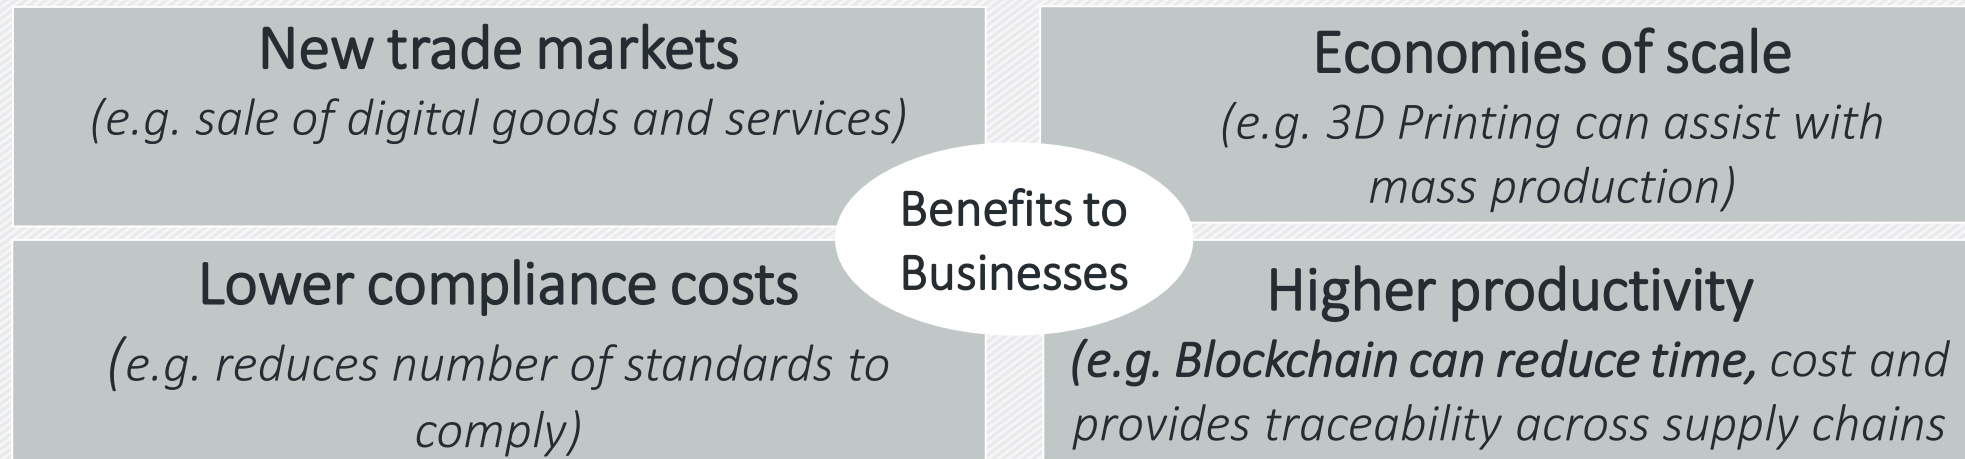 New trade markets
(e.g. sale of digital goods and services)
Economies of scale
(e.g. 3D Printing can assist with
mass production)
Benefits to
Businesses
Lower compliance costs
(e.g. reduces number of standards to
comply)
Higher productivity
(e.g. Blockchain can reduce time, cost and
provides traceability across supply chains